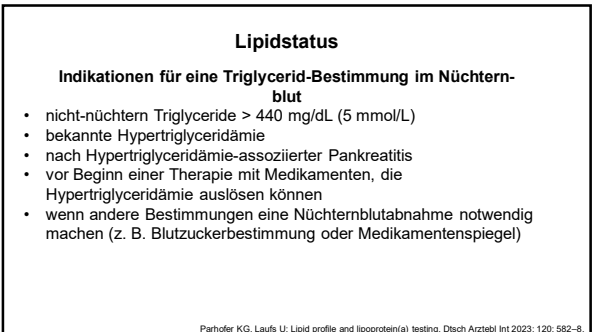 Lipidstatus
Indikationen für eine Triglycerid-Bestimmung im Nüchtern-
blut
• nicht-nüchtern Triglyceride > 440 mg/dL (5 mmol/L)
• bekannte Hypertriglyceridämie
• nach Hypertriglyceridämie-assoziierter Pankreatitis
• vor Beginn einer Therapie mit Medikamenten, die
Hypertriglyceridämie auslösen können
• wenn andere Bestimmungen eine Nüchternblutabnahme notwendig
machen (z. B. Blutzuckerbestimmung oder Medikamentenspiegel)
Parhofer KG, Laufs U: Lipid profile and lipoprotein(a) testing. Dtsch Arztebl Int 2023; 120: 582–8.